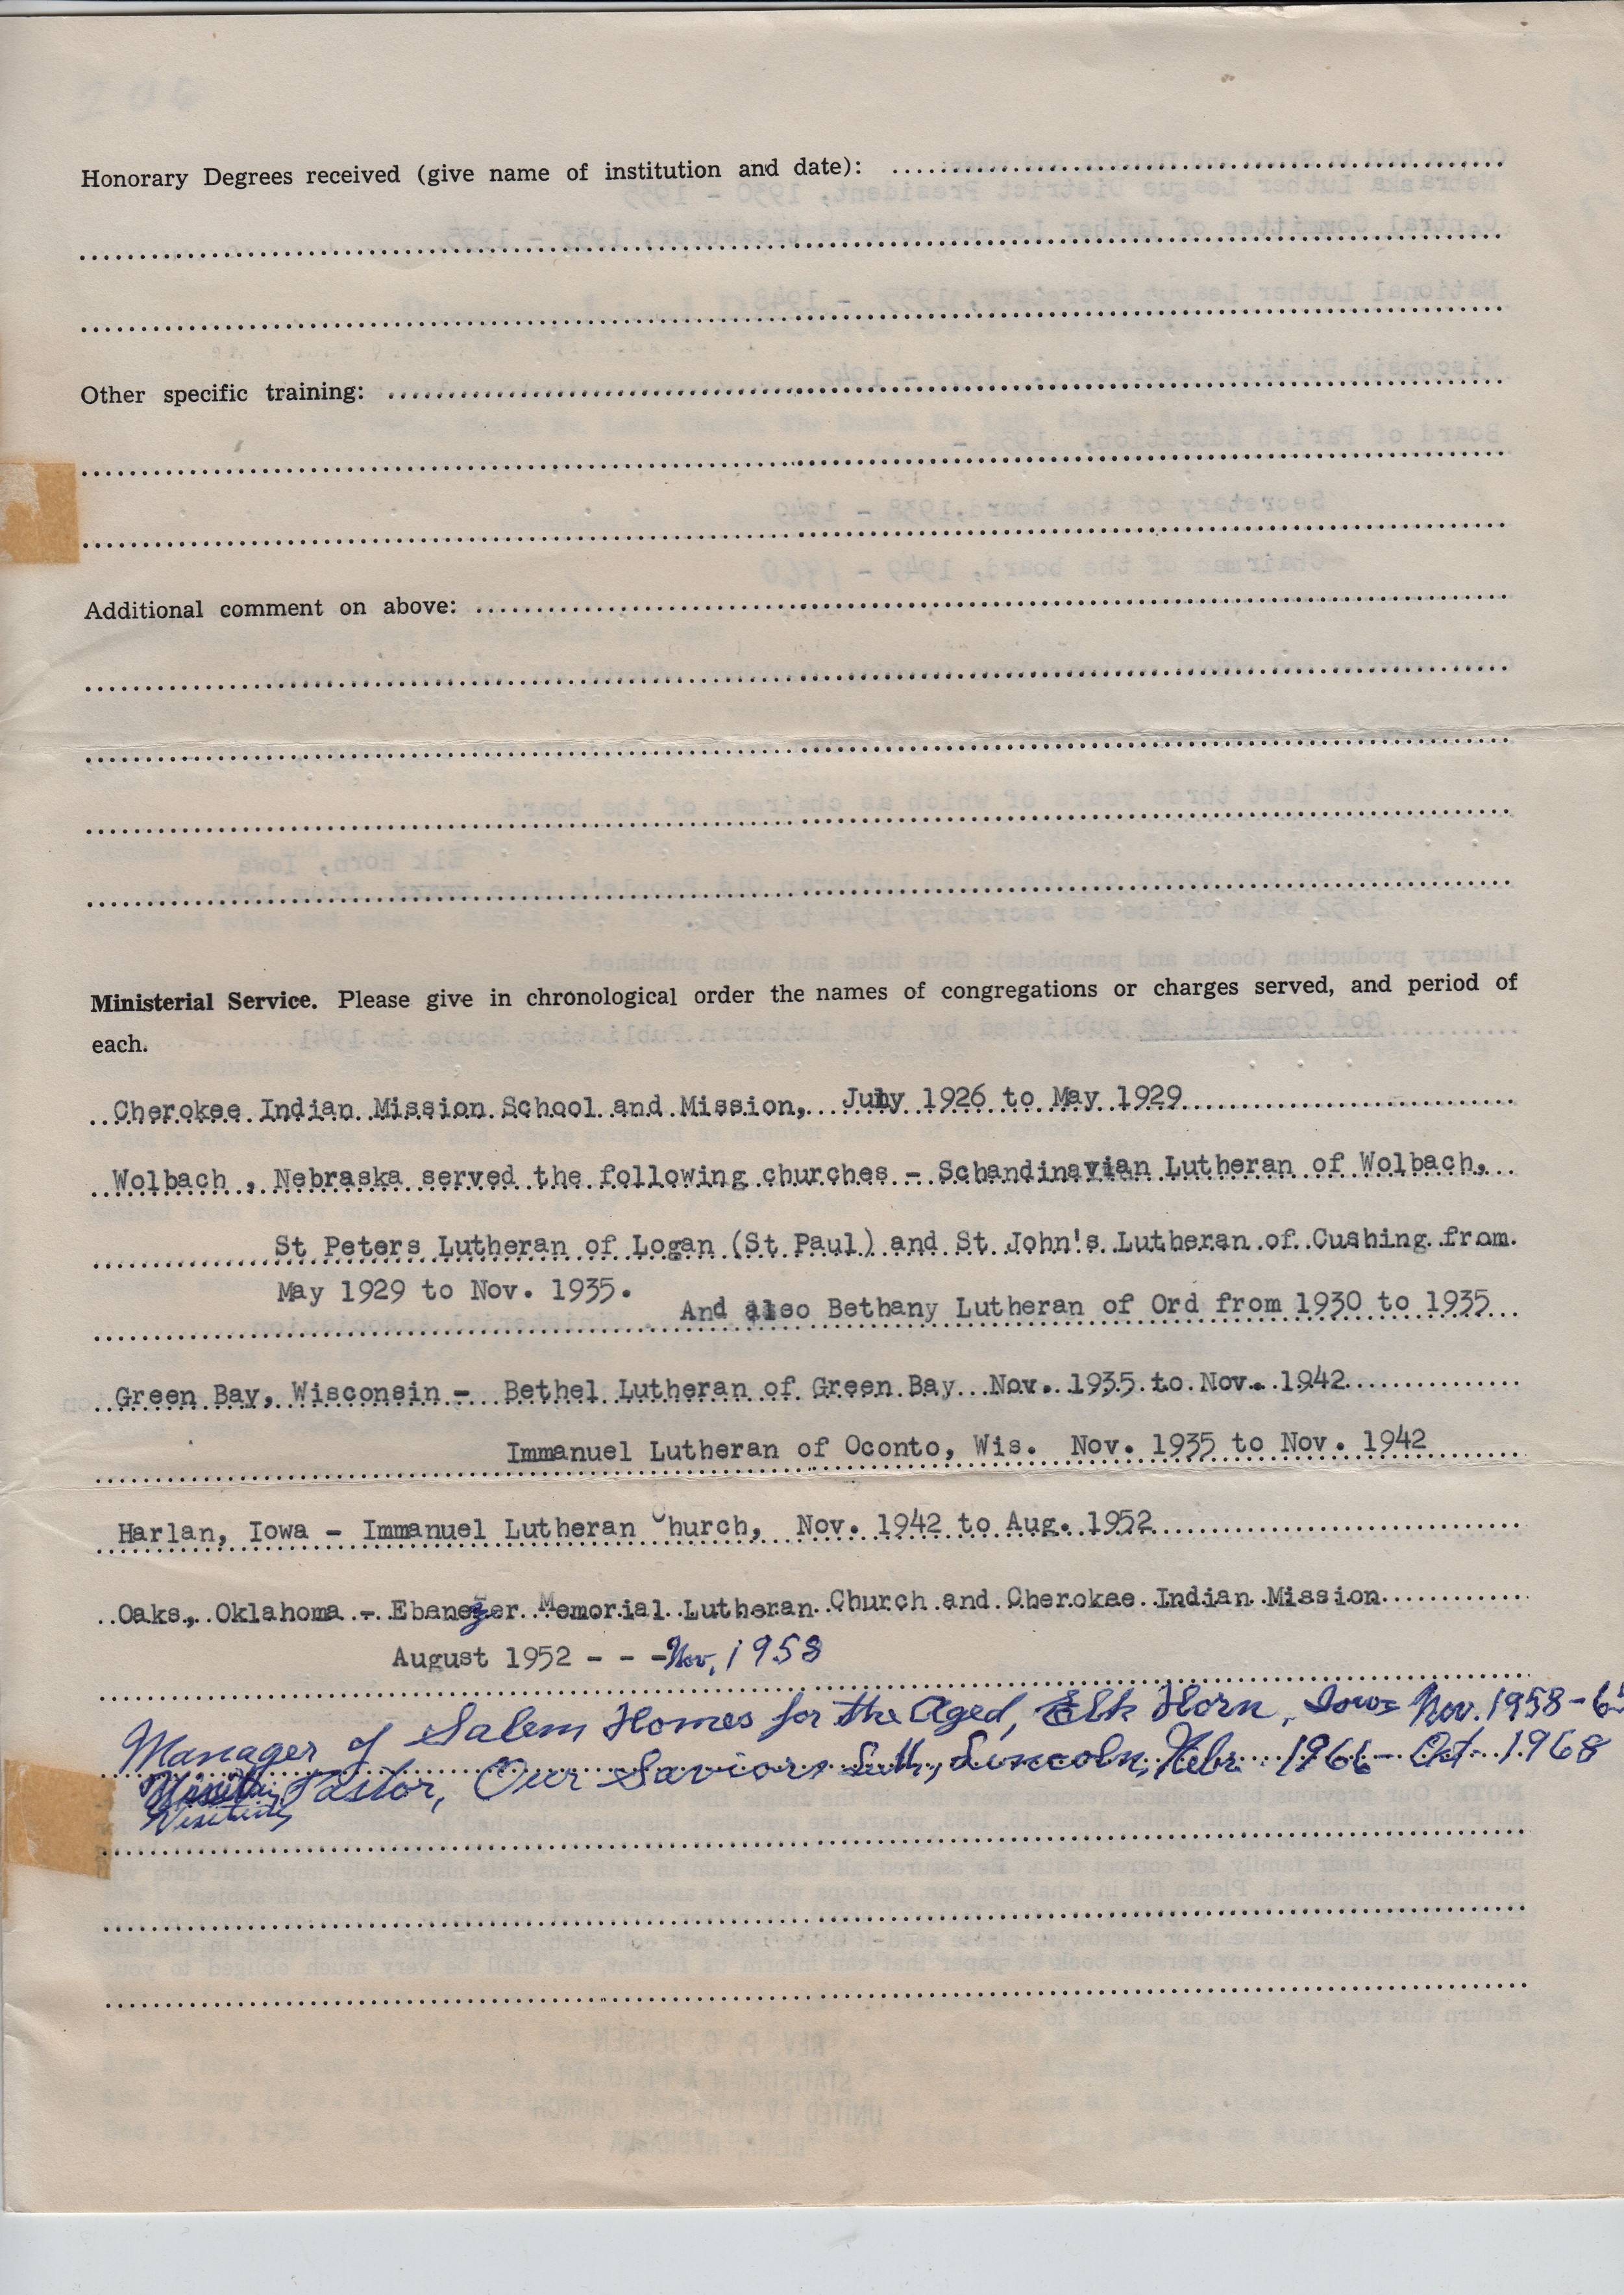 Honorary Degrees received (give name of institution and date):
Other specific training:
Additional comment on above:
Ministerial Service. Please give in chronological order the names of congregations or charges served, and period of
each.
Cherokee Indian Mission School and Mission, July 1926 to May 1929
Wolbach , Nebraska served the following churches - Schandinavian Lutheran of Wolbach,
St Peters Lutheran of Logan (St Paul) and St John's Lutheran of Cushing from
May 1929 to Nov. 1935.
And also Bethany Lutheran of Ord from 1930 to 1935
Green Bay, Wisconsin - Bethel Lutheran of Green Bay Nov. 1935 to Nov. 1942
Immanuel Lutheran of Oconto, Wis. Nov. 1935 to Nov. 1942
Harlan, Iowa - Immanuel Lutheran Church, Nov. 1942 to Aug. 1952
Oaks, Oklahoma - Ebanezer Memorial Lutheran Church and Cherokae Indian Mission
August 1952 - - - Nov, 1958
Manager of Salem Homes for the Aged, Elk Horn, Iowa Nov. 1958-65
Pastor, Our Saviors Luth, Lincoln, Nebr. 1966 - Oct - 1968
Visiting